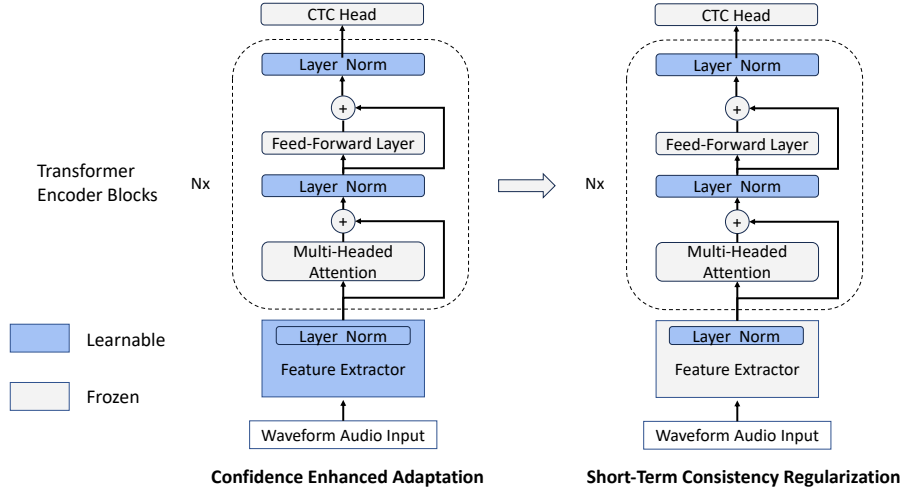 CTC Head
Layer Norm
+
Feed-Forward Layer
Layer Norm
+
Multi-Headed
Attention
Layer Norm
Feature Extractor
Waveform Audio Input
Confidence Enhanced Adaptation
Transformer
Encoder Blocks
Nx
Learnable
Frozen
CTC Head
Layer Norm
+
Feed-Forward Layer
Layer Norm
+
Multi-Headed
Attention
Nx
Layer Norm
Feature Extractor
Waveform Audio Input
Short-Term Consistency Regularization